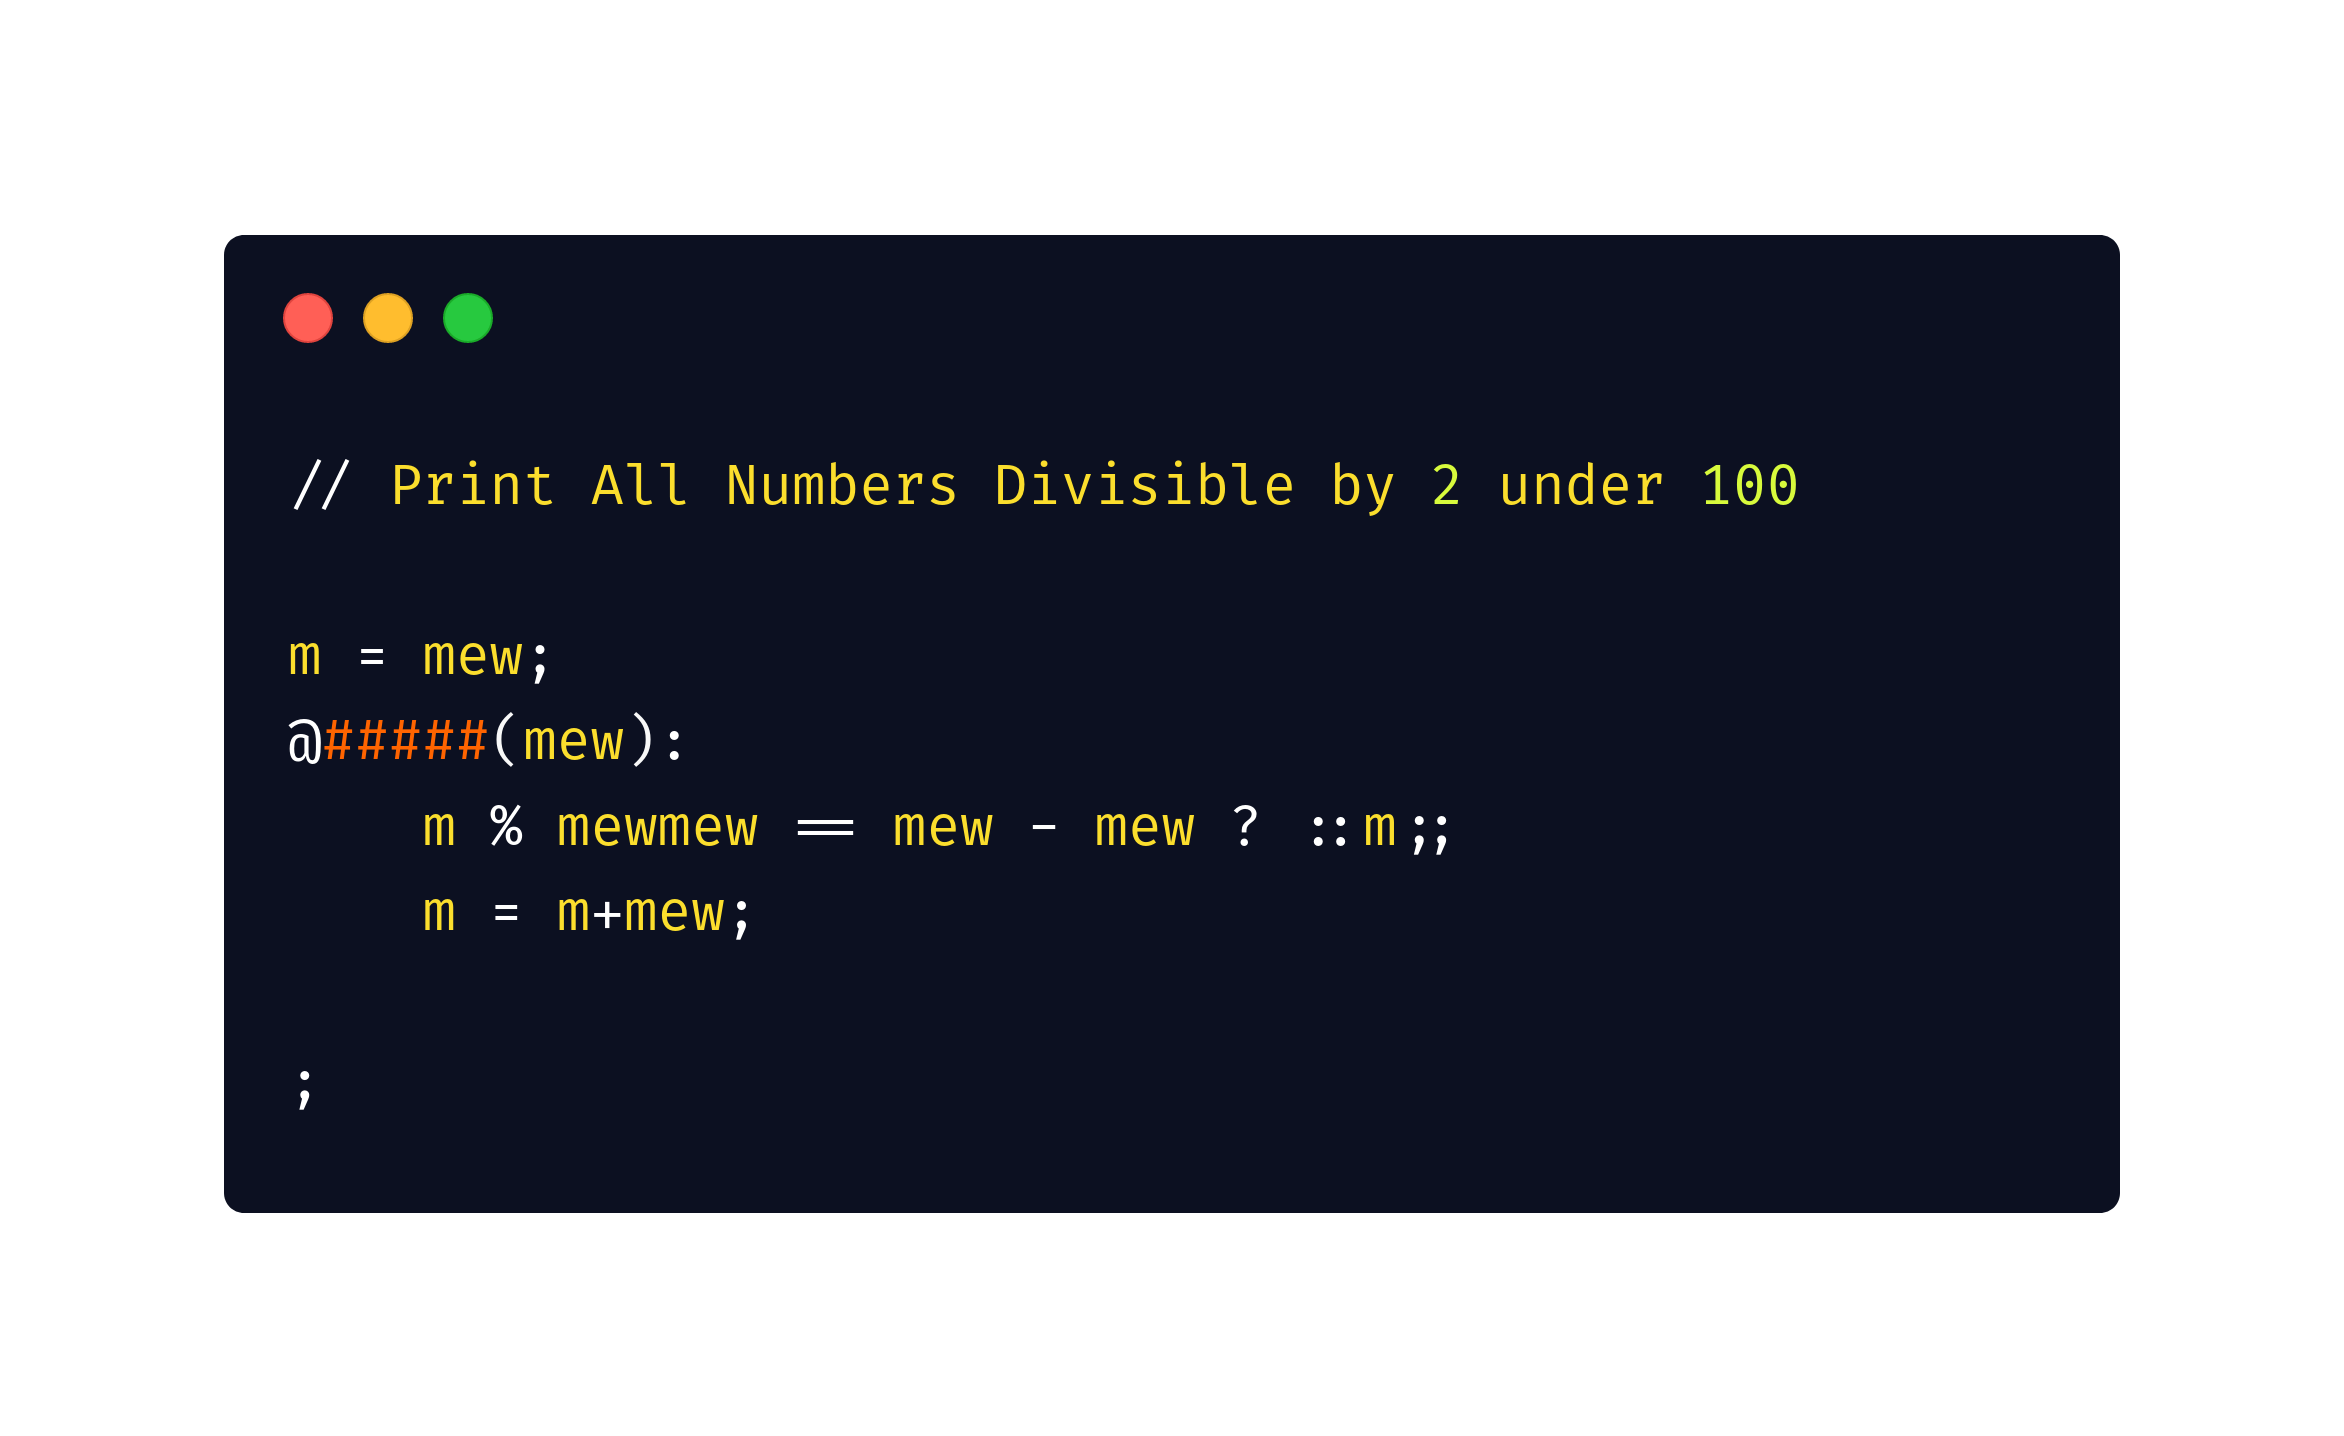 // Print All Numbers Divisible by 2 under 100
m = mew;
@#####(mew):
m % mewmew == mew - mew ? ::m;;
m = m+mew;
;